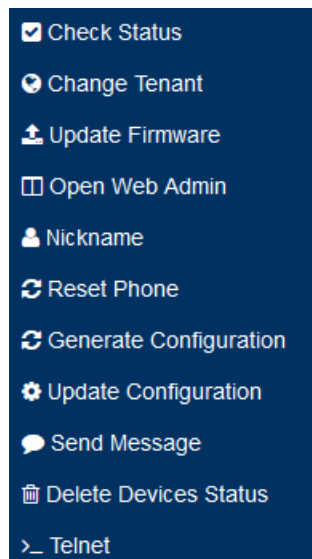 Check Status
Change Tenant
Update Firmware
Open Web Admin
Nickname
Reset Phone
Generate Configuration
Update Configuration
Send Message
Delete Devices Status
Telnet